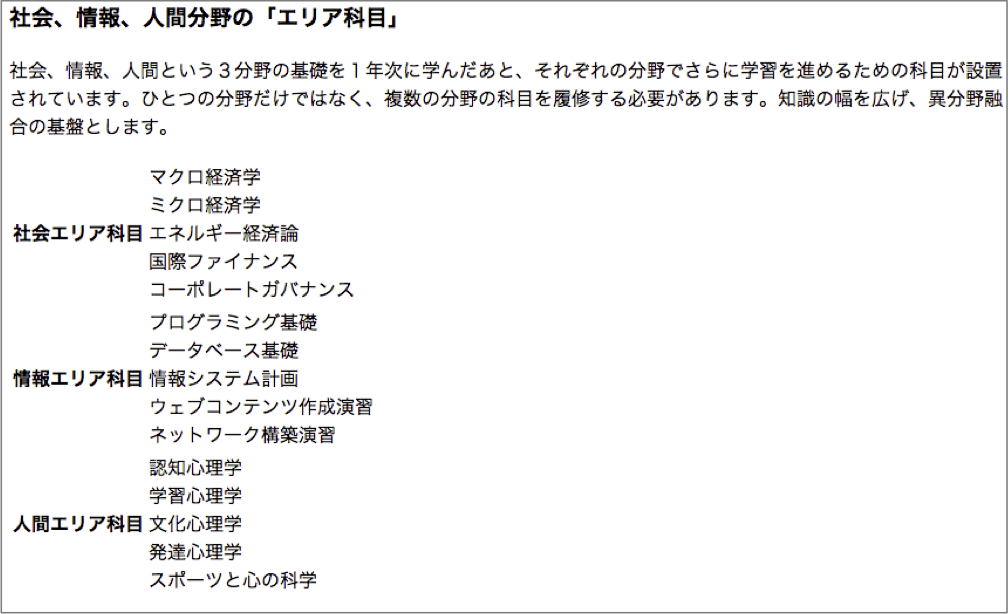 社会、情報、人間分野の「エリア科目」
社会、情報、人間という３分野の基礎を１年次に学んだあと、それぞれの分野でさらに学習を進めるための科目が設置
されています。ひとつの分野だけではなく、複数の分野の科目を履修する必要があります。知識の幅を広げ、異分野融
合の基盤とします。
マクロ経済学
ミクロ経済学
社会エリア科目 エネルギー経済論
国際ファイナンス
コーポレートガバナンス
プログラミング基礎
データベース基礎
情報エリア科目 情報システム計画
ウェブコンテンツ作成演習
ネットワーク構築演習
認知心理学
学習心理学
人間エリア科目 文化心理学
発達心理学
スポーツと心の科学